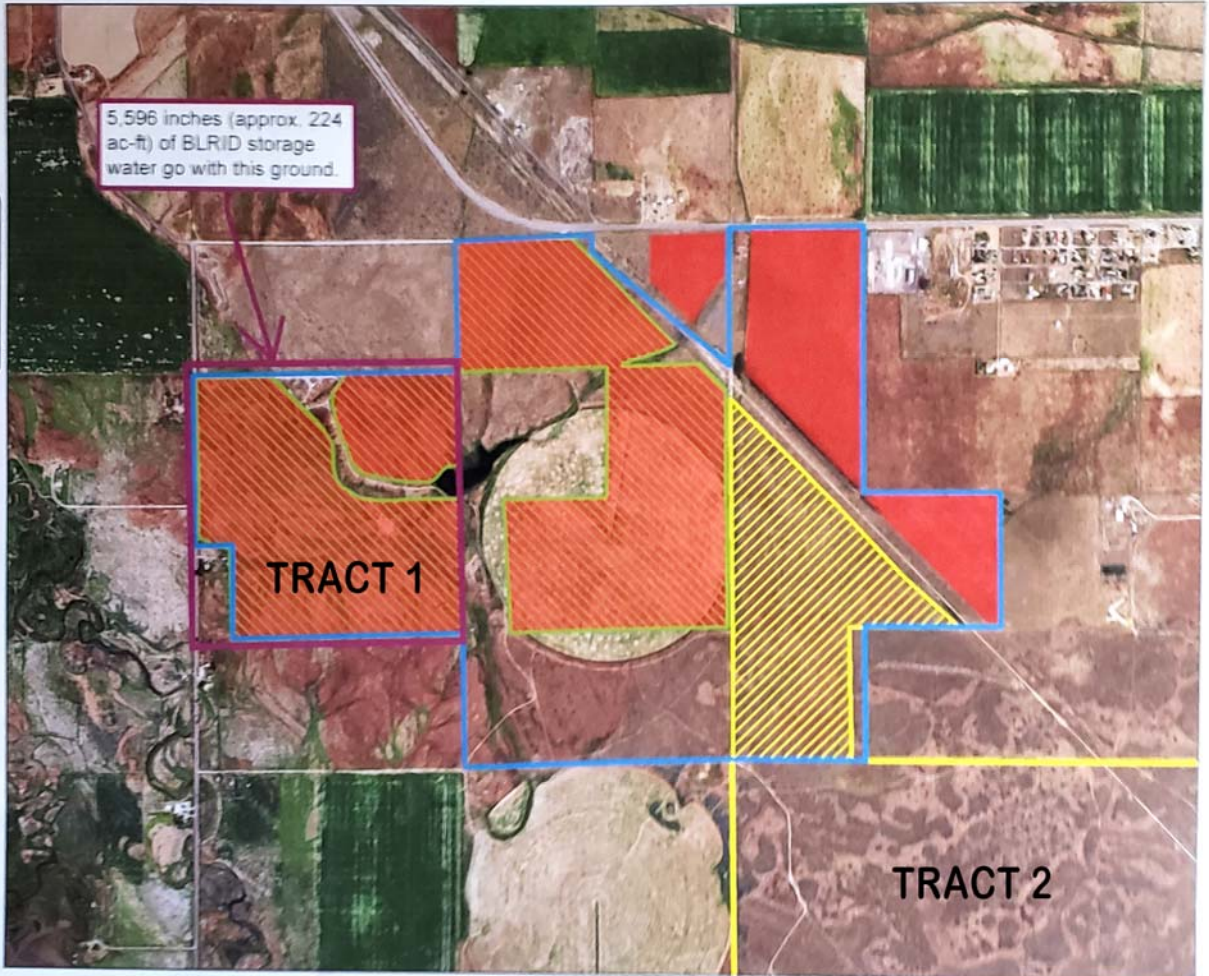 5,596 inches (approx. 224
ac-ft) of BLRID storage
water go with this ground.
TRACT 1
TRACT 2